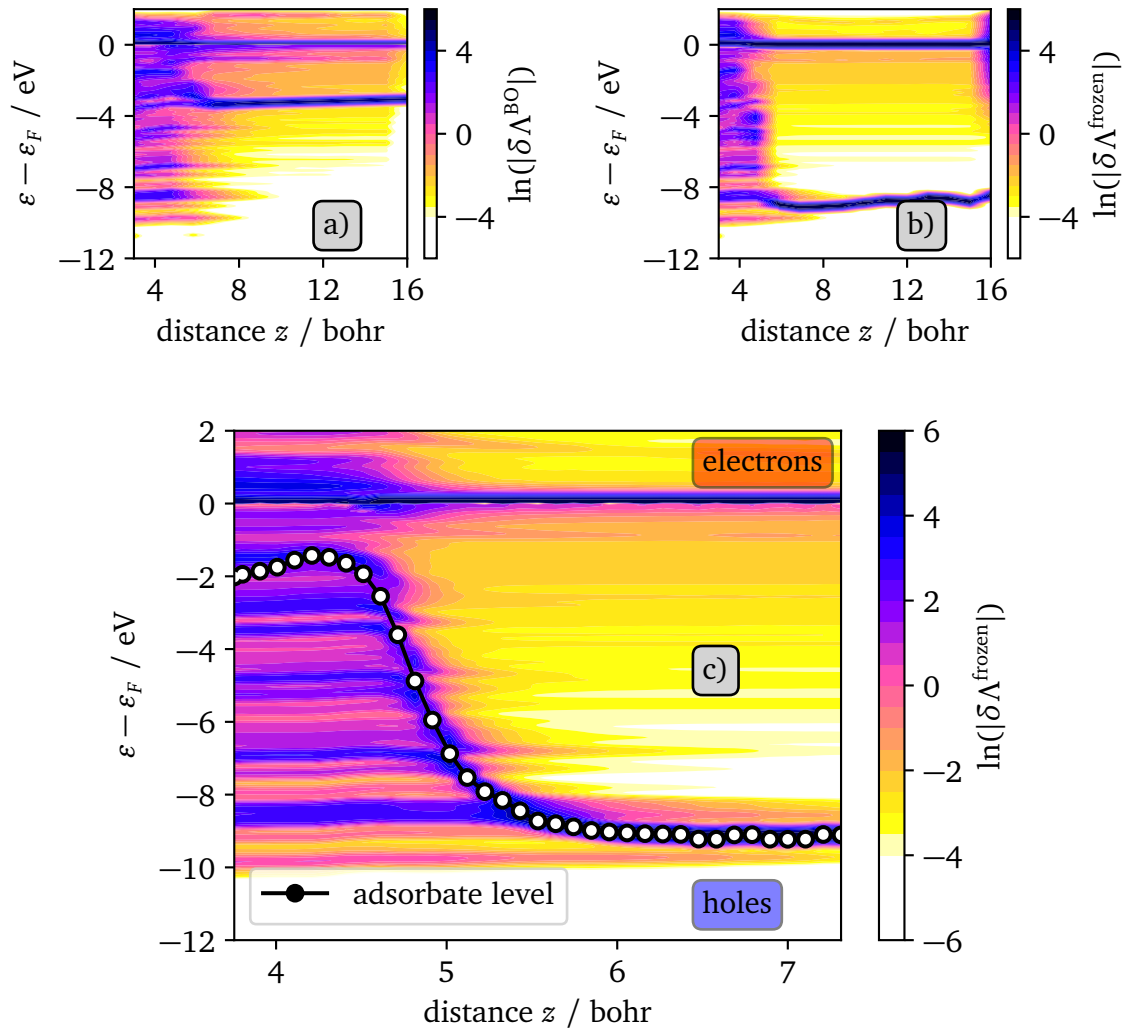 0
−4
−8
−12
ε − ε_F / eV
4
8
12
16
distance z / bohr
a)
4
0
−4
ln(|δΛ^BO|)
0
−4
−8
−12
ε − ε_F / eV
4
8
12
16
distance z / bohr
b)
4
0
−4
ln(|δΛ^frozen|)
2
0
−2
−4
−6
−8
−10
−12
ε − ε_F / eV
electrons
c)
adsorbate level
holes
4
5
6
7
distance z / bohr
6
4
2
0
−2
−4
−6
ln(|δΛ^frozen|)